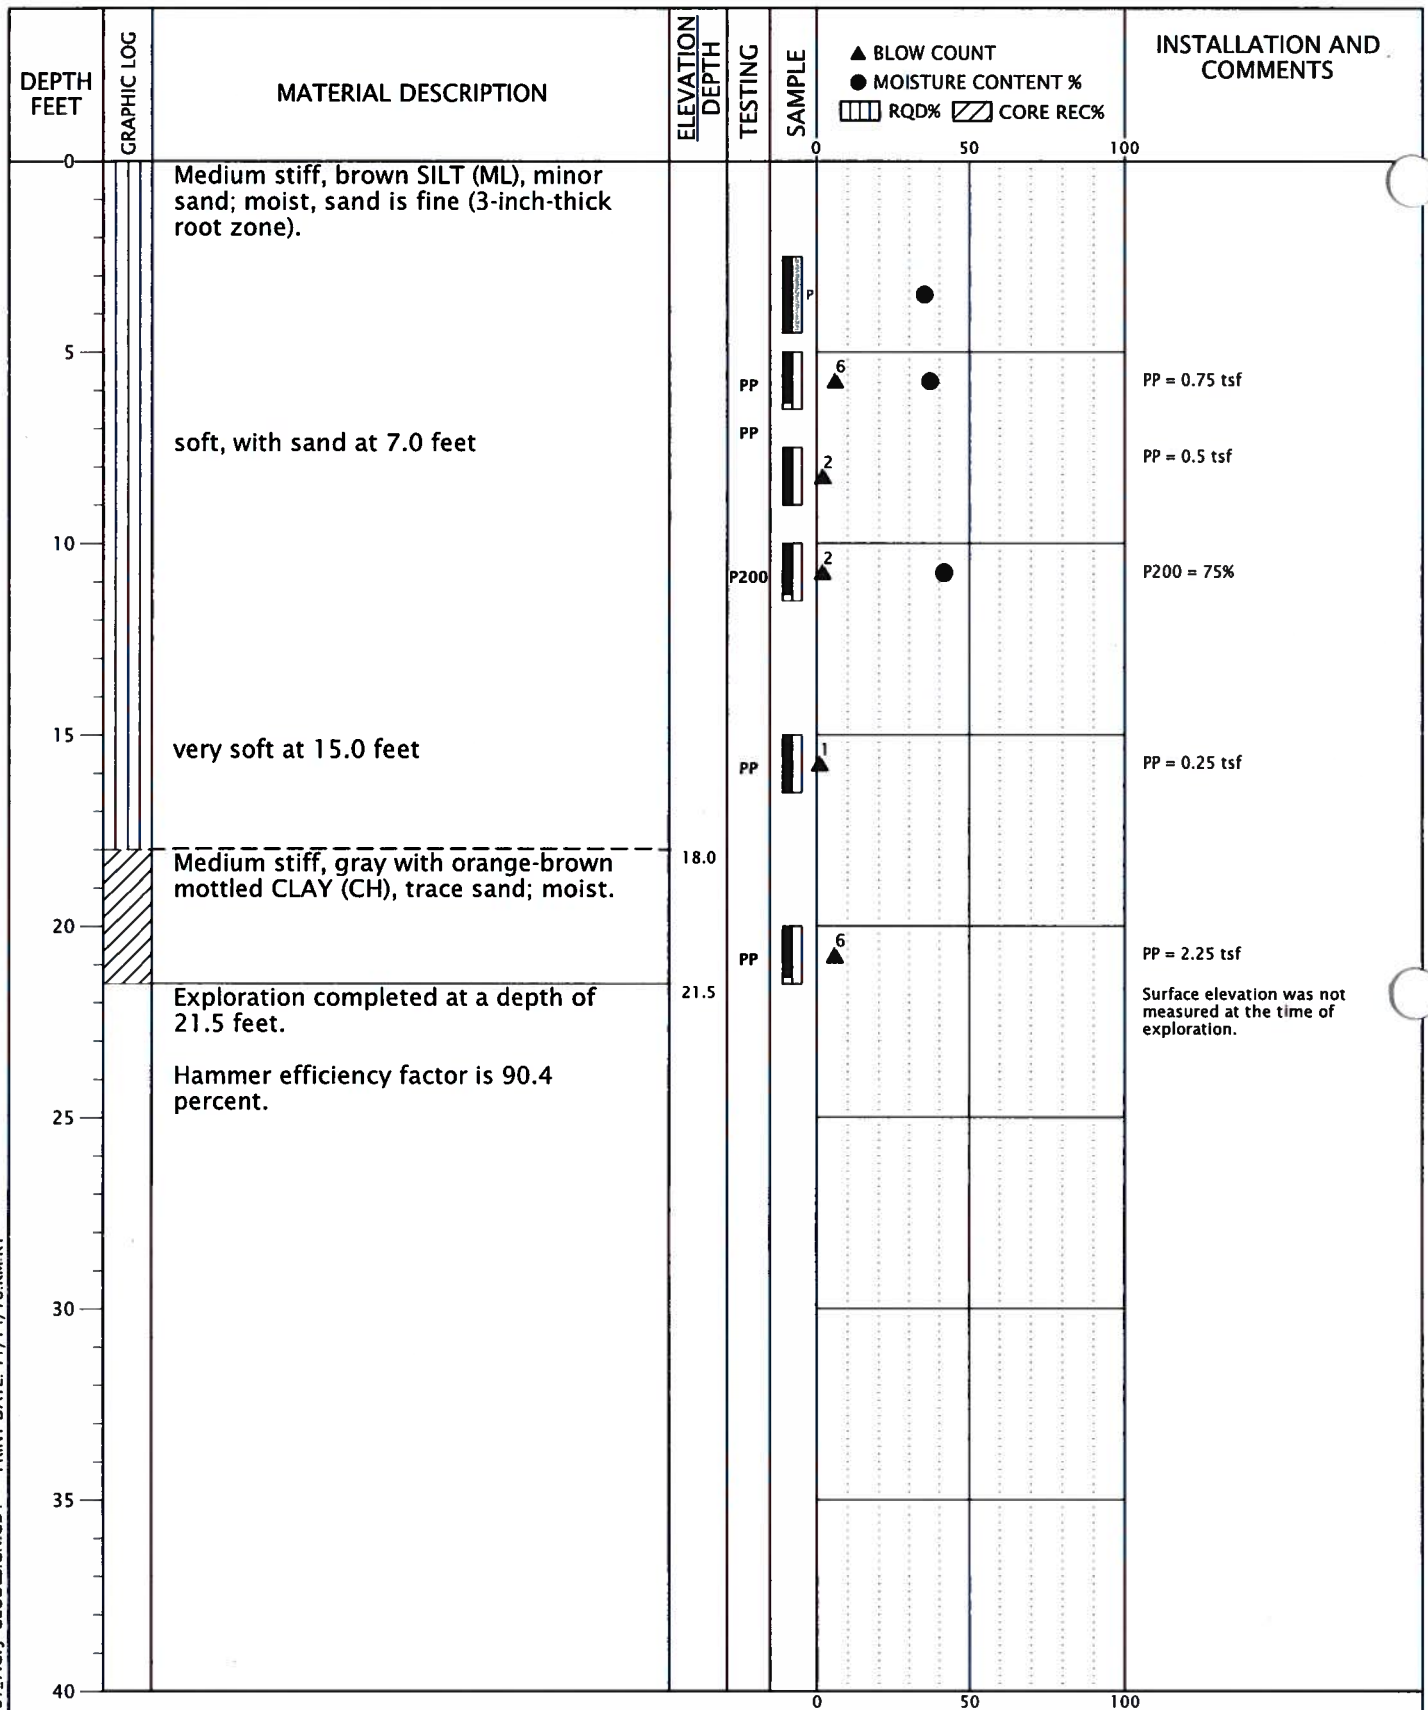 DEPTH
FEET
GRAPHIC LOG
MATERIAL DESCRIPTION
ELEVATION
DEPTH
TESTING
SAMPLE
▲ BLOW COUNT
● MOISTURE CONTENT %
RQD% CORE REC%
INSTALLATION AND
COMMENTS
0 50 100
0
Medium stiff, brown SILT (ML), minor
sand; moist, sand is fine (3-inch-thick
root zone).
P
5
PP
6
PP = 0.75 tsf
PP
soft, with sand at 7.0 feet
2
PP = 0.5 tsf
10
P200
2
P200 = 75%
15
very soft at 15.0 feet
PP
1
PP = 0.25 tsf
18.0
Medium stiff, gray with orange-brown
mottled CLAY (CH), trace sand; moist.
20
PP
6
PP = 2.25 tsf
21.5
Exploration completed at a depth of
21.5 feet.
Surface elevation was not
measured at the time of
exploration.
Hammer efficiency factor is 90.4
percent.
25
30
35
40
0 50 100